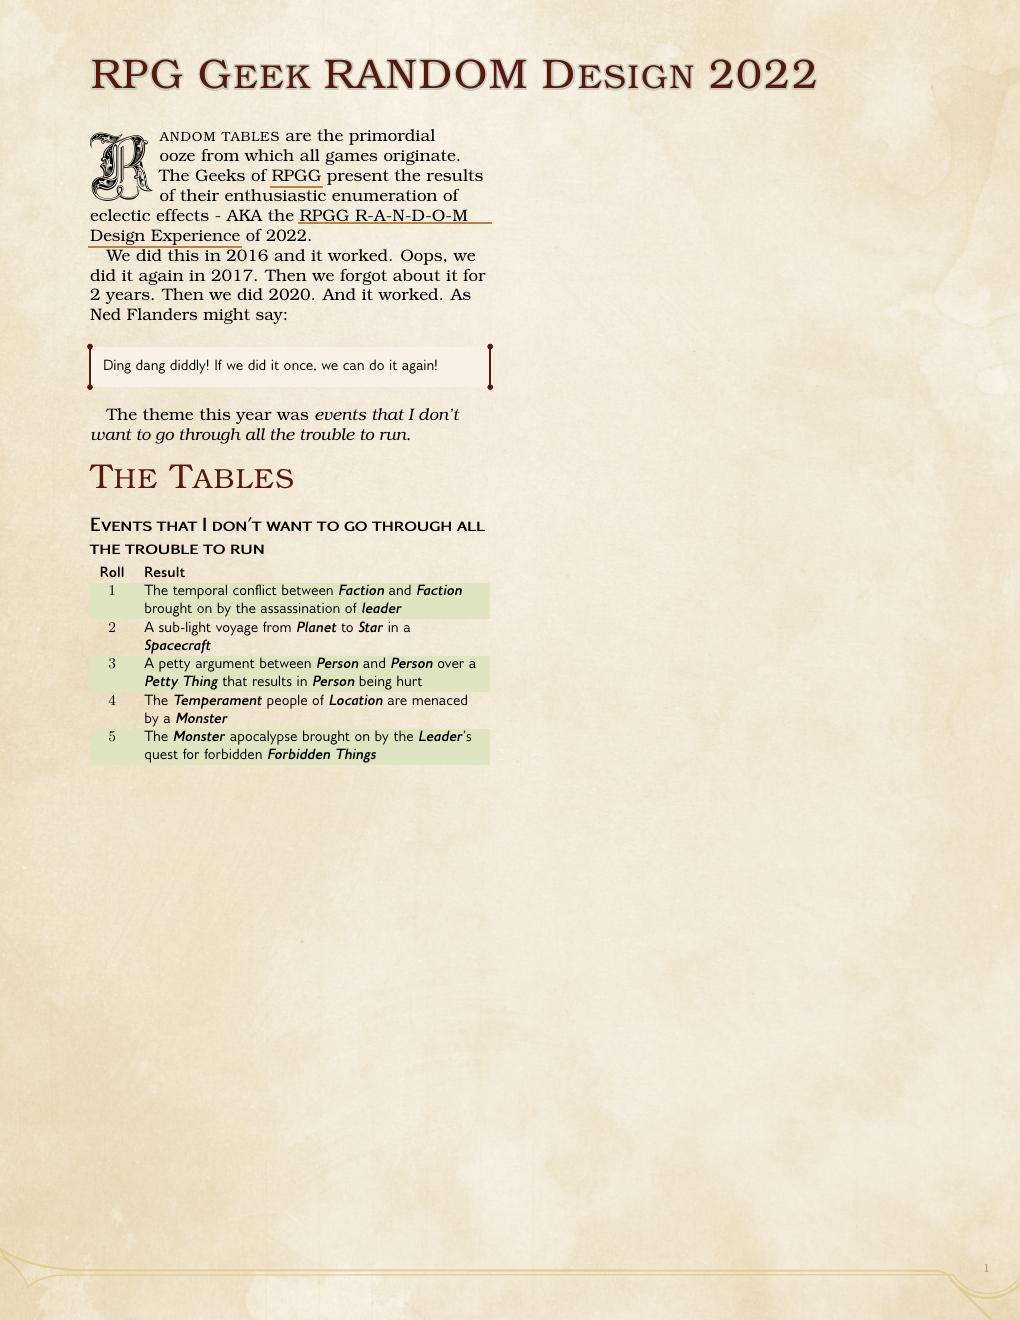 RPG Geek RANDOM Design 2022
Random tables are the primordial
ooze from which all games originate.
The Geeks of RPGG present the results
of their enthusiastic enumeration of
eclectic effects - AKA the RPGG R-A-N-D-O-M
Design Experience of 2022.
We did this in 2016 and it worked. Oops, we
did it again in 2017. Then we forgot about it for
2 years. Then we did 2020. And it worked. As
Ned Flanders might say:
Ding dang diddly! If we did it once, we can do it again!
The theme this year was events that I don't
want to go through all the trouble to run.
The Tables
Events that I don't want to go through all
the trouble to run
Roll Result
1 The temporal conflict between Faction and Faction
brought on by the assassination of leader
2 A sub-light voyage from Planet to Star in a
Spacecraft
3 A petty argument between Person and Person over a
Petty Thing that results in Person being hurt
4 The Temperament people of Location are menaced
by a Monster
5 The Monster apocalypse brought on by the Leader's
quest for forbidden Forbidden Things
1